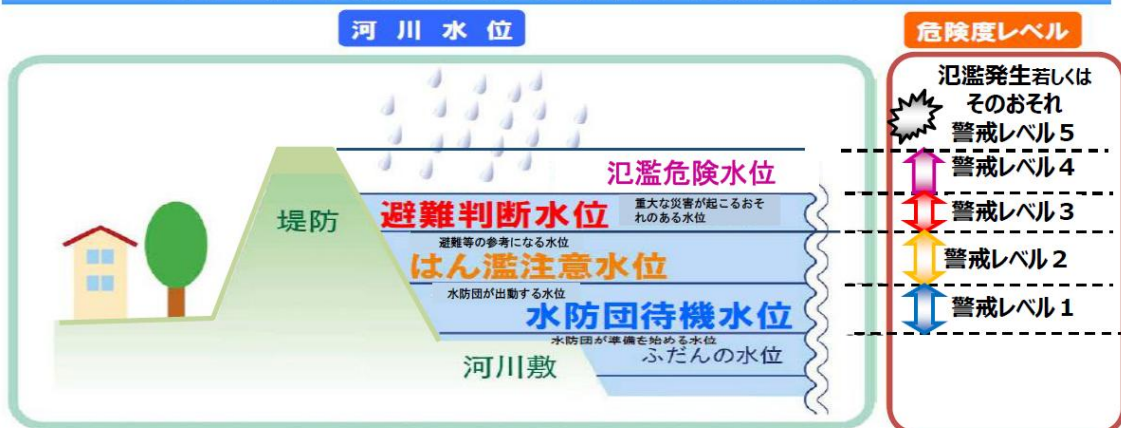 河川水位
危険度レベル
氾濫発生若しくは
そのおそれ
警戒レベル5
氾濫危険水位
警戒レベル4
堤防
避難判断水位
重大な災害が起こるおそ
れのある水位
警戒レベル3
避難等の参考になる水位
はん濫注意水位
警戒レベル2
水防団が出動する水位
水防団待機水位
警戒レベル1
水防団が準備を始める水位
ふだんの水位
河川敷